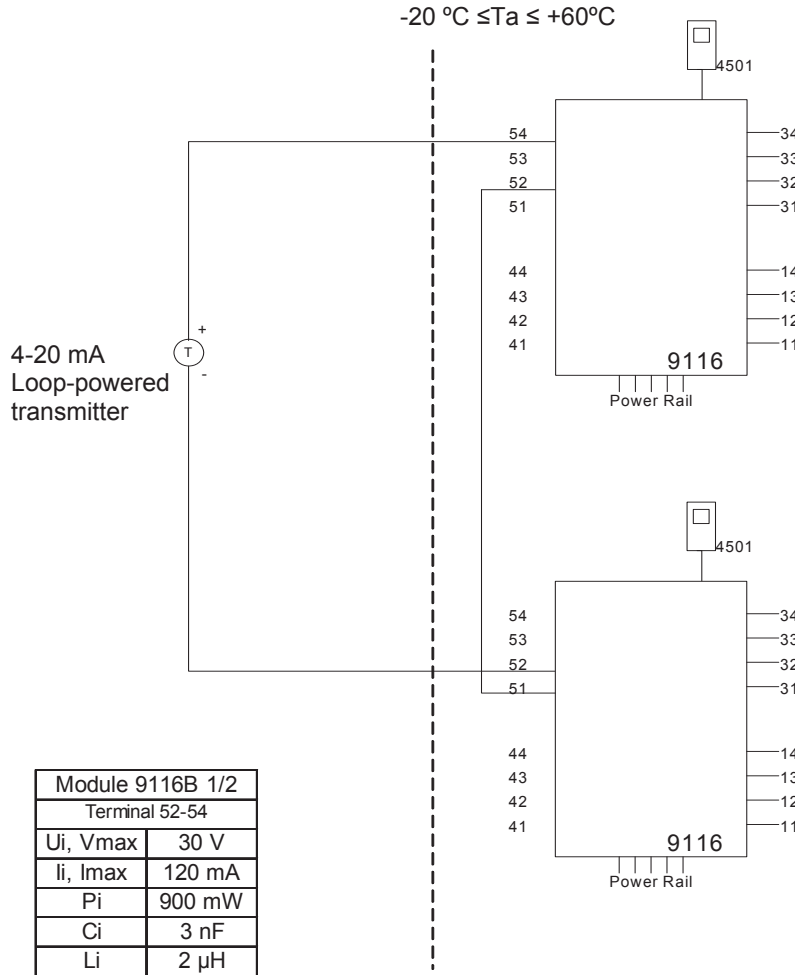 -20 ºC ≤Ta ≤ +60ºC
4501
54
53
52
51
44
43
42
41
34
33
32
31
14
13
12
11
9116
Power Rail
4-20 mA
Loop-powered
transmitter
+
T
-
4501
54
53
52
51
44
43
42
41
34
33
32
31
14
13
12
11
9116
Power Rail
Module 9116B 1/2
Terminal 52-54
Ui, Vmax 30 V
Ii, Imax 120 mA
Pi 900 mW
Ci 3 nF
Li 2 µH